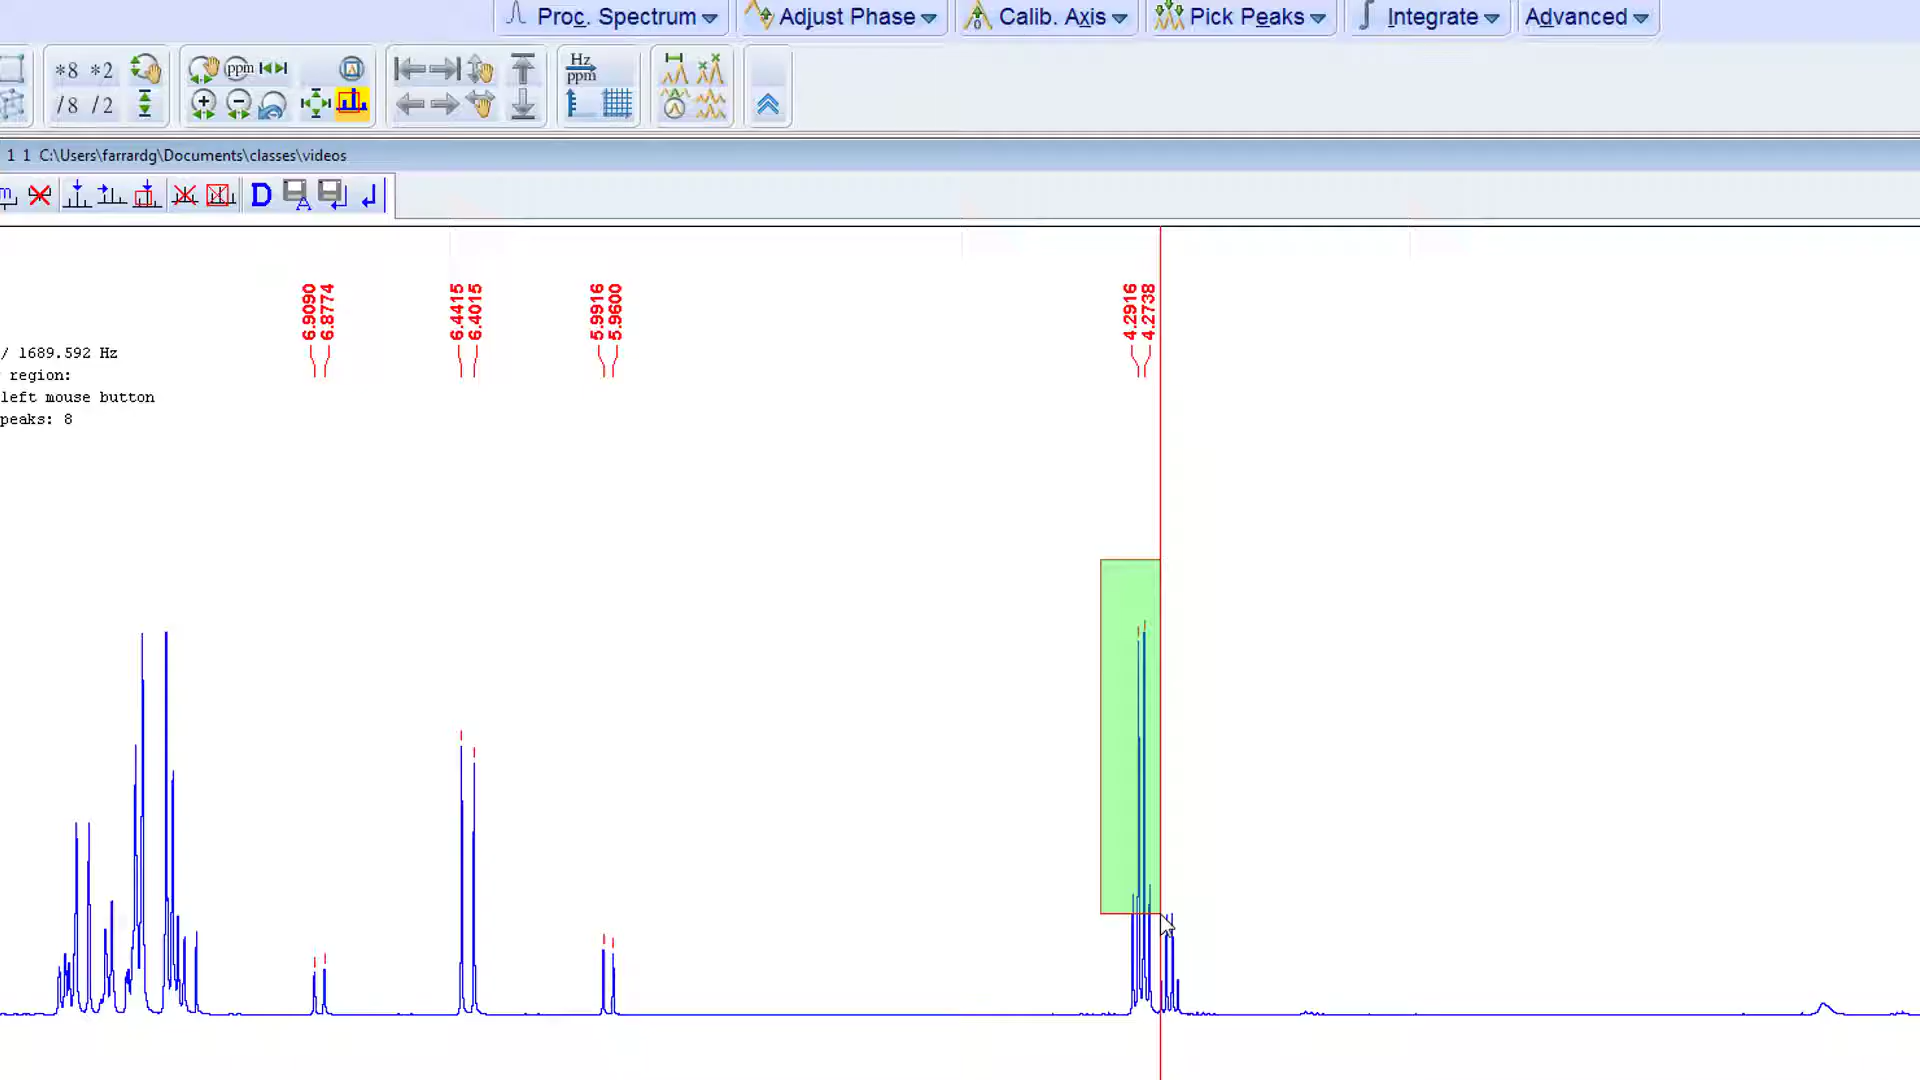 Proc. Spectrum
Adjust Phase
Calib. Axis
Pick Peaks
Integrate
Advanced
*8 *2
/8 /2
ppm
Hz
ppm
1 1 C:\Users\farrardg\Documents\classes\videos
D
A
6.9090
6.8774
6.4415
6.4015
5.9916
5.9600
4.2916
4.2738
/ 1689.592 Hz
region:
left mouse button
peaks: 8